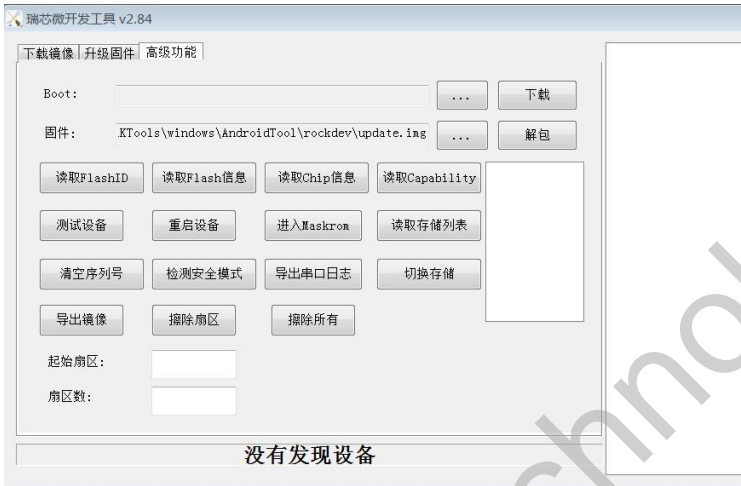 瑞芯微开发工具 v2.84
下载镜像 升级固件 高级功能
Boot: ... 下载
固件: KTools\windows\AndroidTool\rockdev\update.img ... 解包
读取FlashID 读取Flash信息 读取Chip信息 读取Capability
测试设备 重启设备 进入Maskrom 读取存储列表
清空序列号 检测安全模式 导出串口日志 切换存储
导出镜像 擦除扇区 擦除所有
起始扇区:
扇区数:
没有发现设备
chno